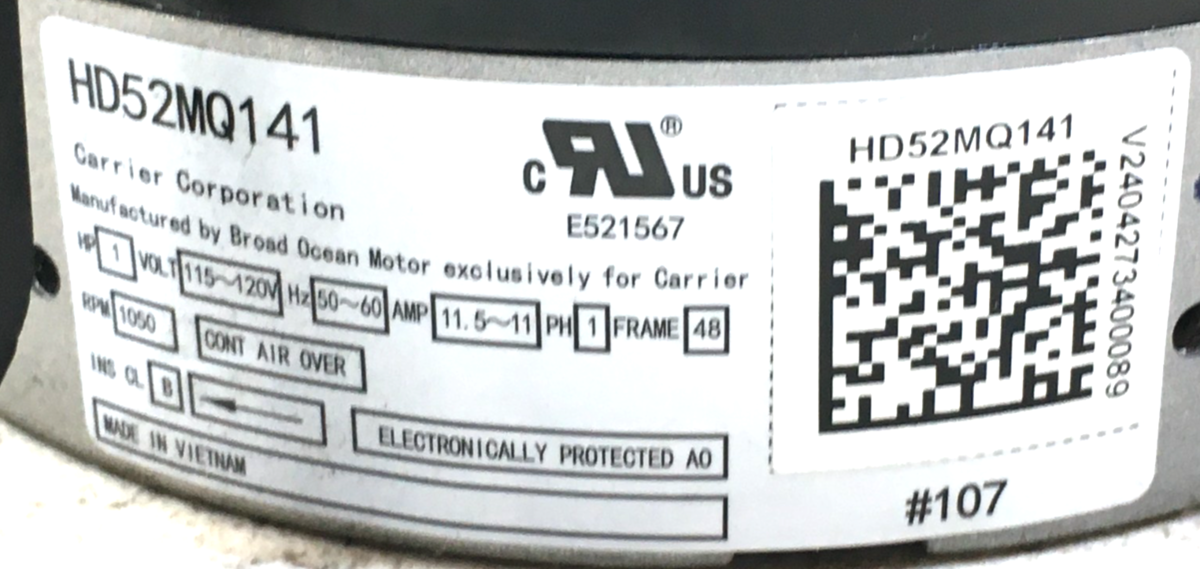 HD52MQ141
Carrier Corporation
Manufactured by Broad Ocean Motor exclusively for Carrier
HP 1 VOLT 115~120V Hz 50~60 AMP 11.5~11 PH 1 FRAME 48
RPM 1050 CONT AIR OVER
INS CL B
ELECTRONICALLY PROTECTED AO
MADE IN VIETNAM
C RU ® US
E521567
HD52MQ141
V24042734000089
#107